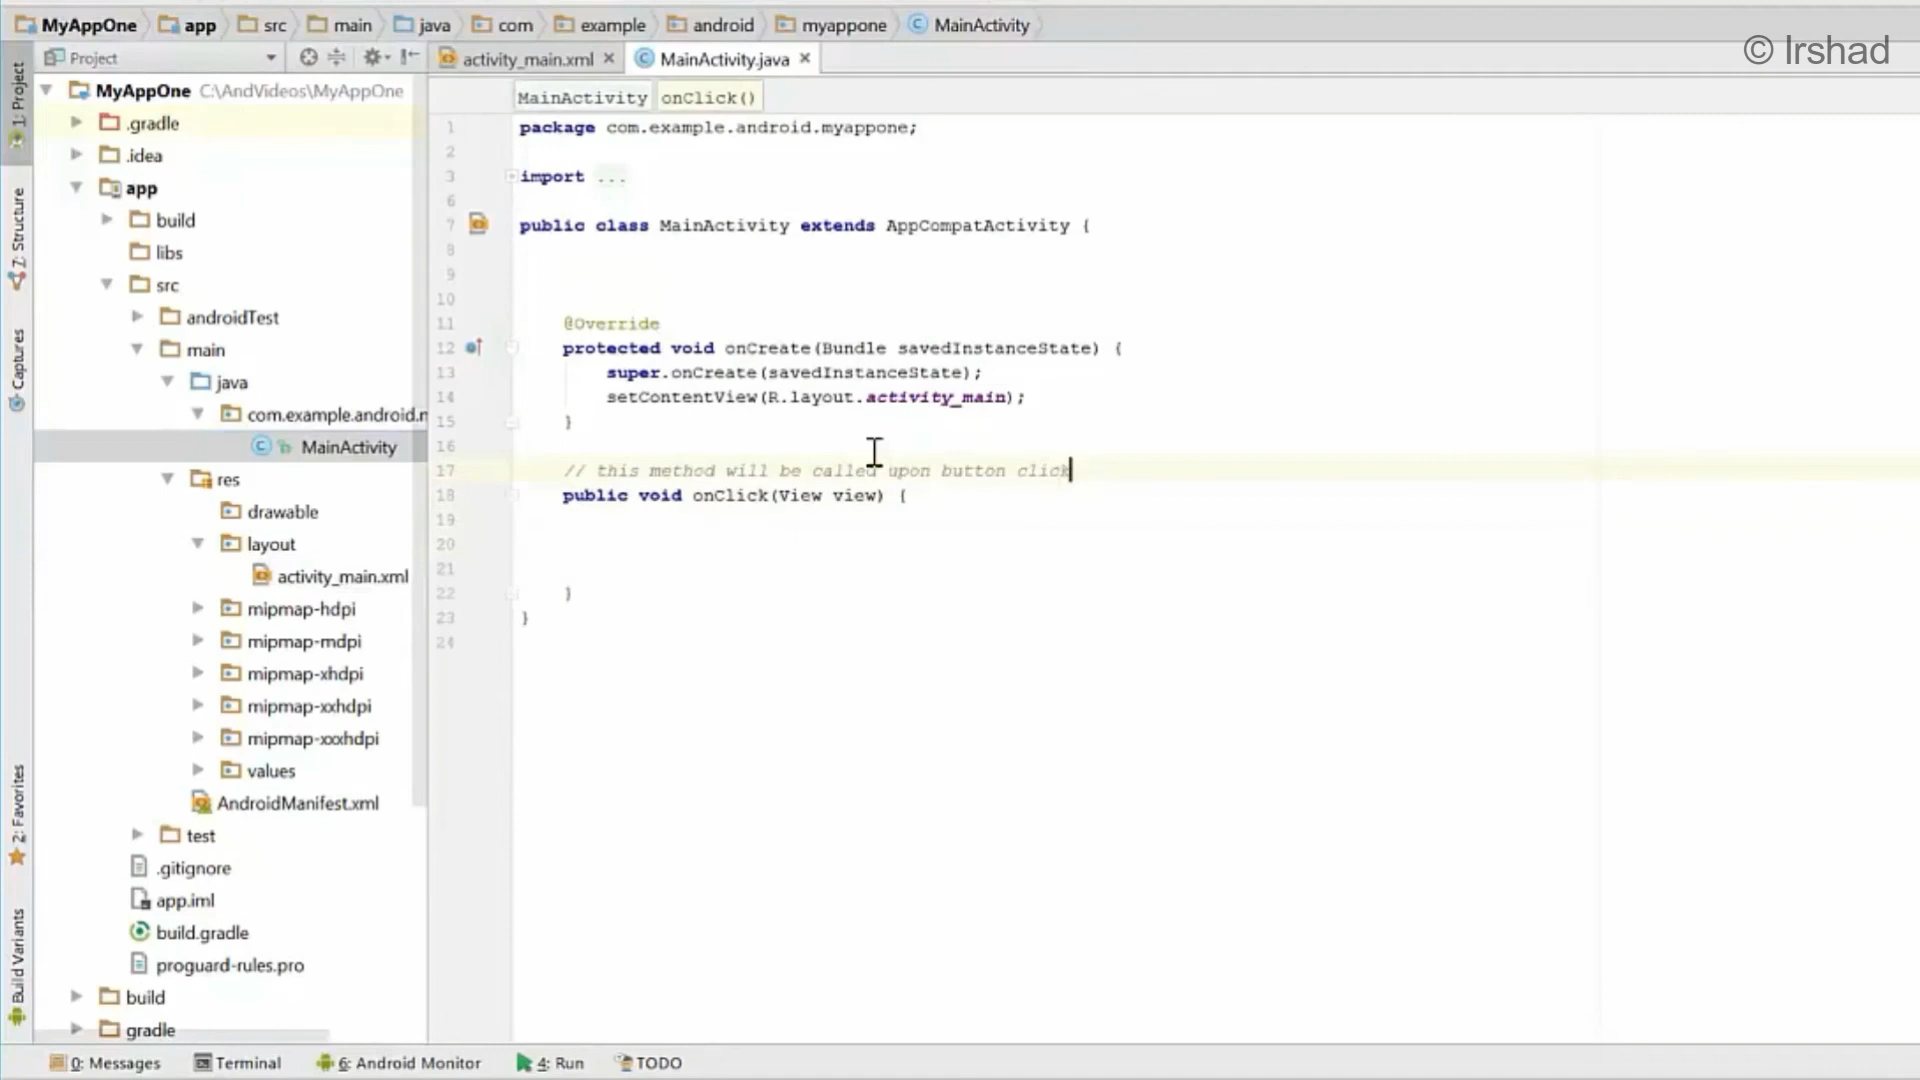 MyAppOne app src main java com example android myappone MainActivity
© Irshad
Project
activity_main.xml
MainActivity.java
1: Project
Z: Structure
Captures
2: Favorites
Build Variants
MyAppOne C:\AndVideos\MyAppOne
.gradle
.idea
app
build
libs
src
androidTest
main
java
com.example.android.
MainActivity
res
drawable
layout
activity_main.xml
mipmap-hdpi
mipmap-mdpi
mipmap-xhdpi
mipmap-xxhdpi
mipmap-xxxhdpi
values
AndroidManifest.xml
test
.gitignore
app.iml
build.gradle
proguard-rules.pro
build
gradle
MainActivity onClick()
1 package com.example.android.myappone;
2
3 import ...
6
7 public class MainActivity extends AppCompatActivity {
8
9
10
11 @Override
12 protected void onCreate(Bundle savedInstanceState) {
13 super.onCreate(savedInstanceState);
14 setContentView(R.layout.activity_main);
15 }
16
17 // this method will be called upon button click
18 public void onClick(View view) {
19
20
21
22 }
23 }
24
0: Messages Terminal 6: Android Monitor 4: Run TODO